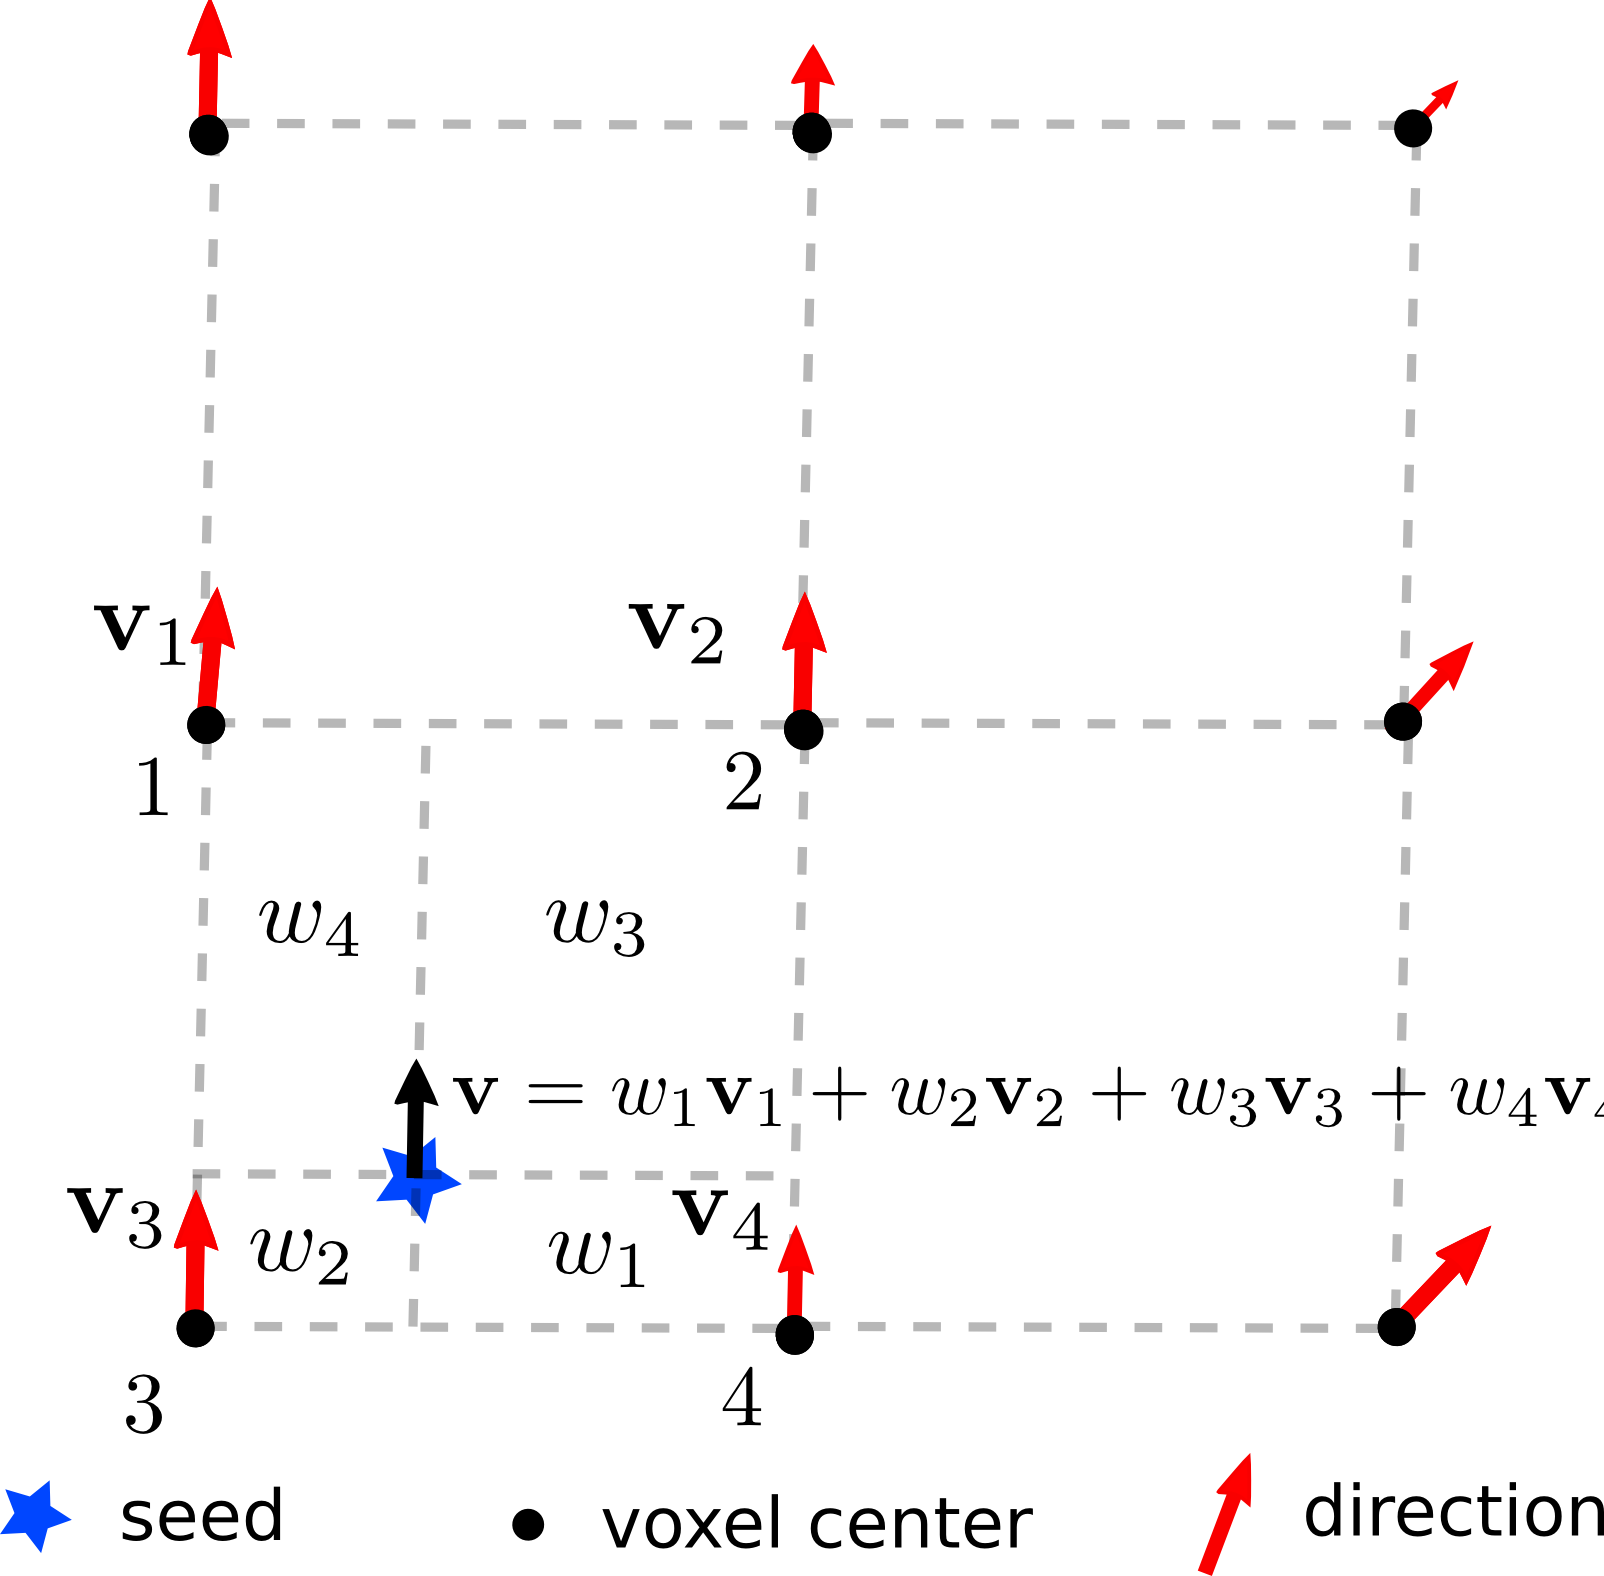 v₁
v₂
1
2
w₄
w₃
v = w₁v₁ + w₂v₂ + w₃v₃ + w₄v₄
v₃
v₄
w₂
w₁
3
4
seed
voxel center
direction